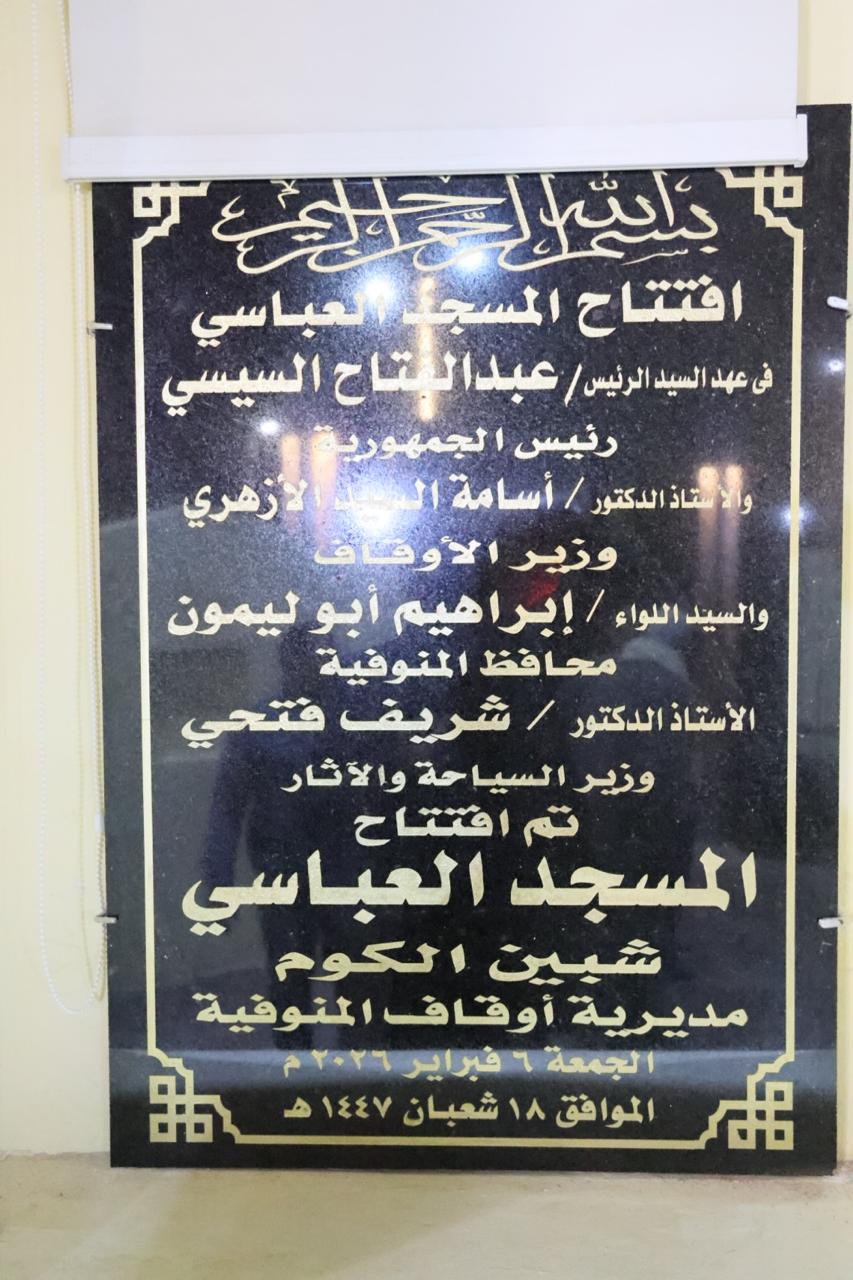 بسم الله الرحمن الرحيم
افتتاح المسجد العباسي
فى عهد السيد الرئيس/ عبدالفتاح السيسي
رئيس الجمهورية
والأستاذ الدكتور / أسامة السيد الأزهري
وزير الأوقاف
والسيد اللواء / إبراهيم أبو ليمون
محافظ المنوفية
الأستاذ الدكتور / شريف فتحي
وزير السياحة والآثار
تم افتتاح
المسجد العباسي
شبين الكوم
مديرية أوقاف المنوفية
الجمعة ٦ فبراير ٢٠٢٦ م
الموافق ١٨ شعبان ١٤٤٧ هـ